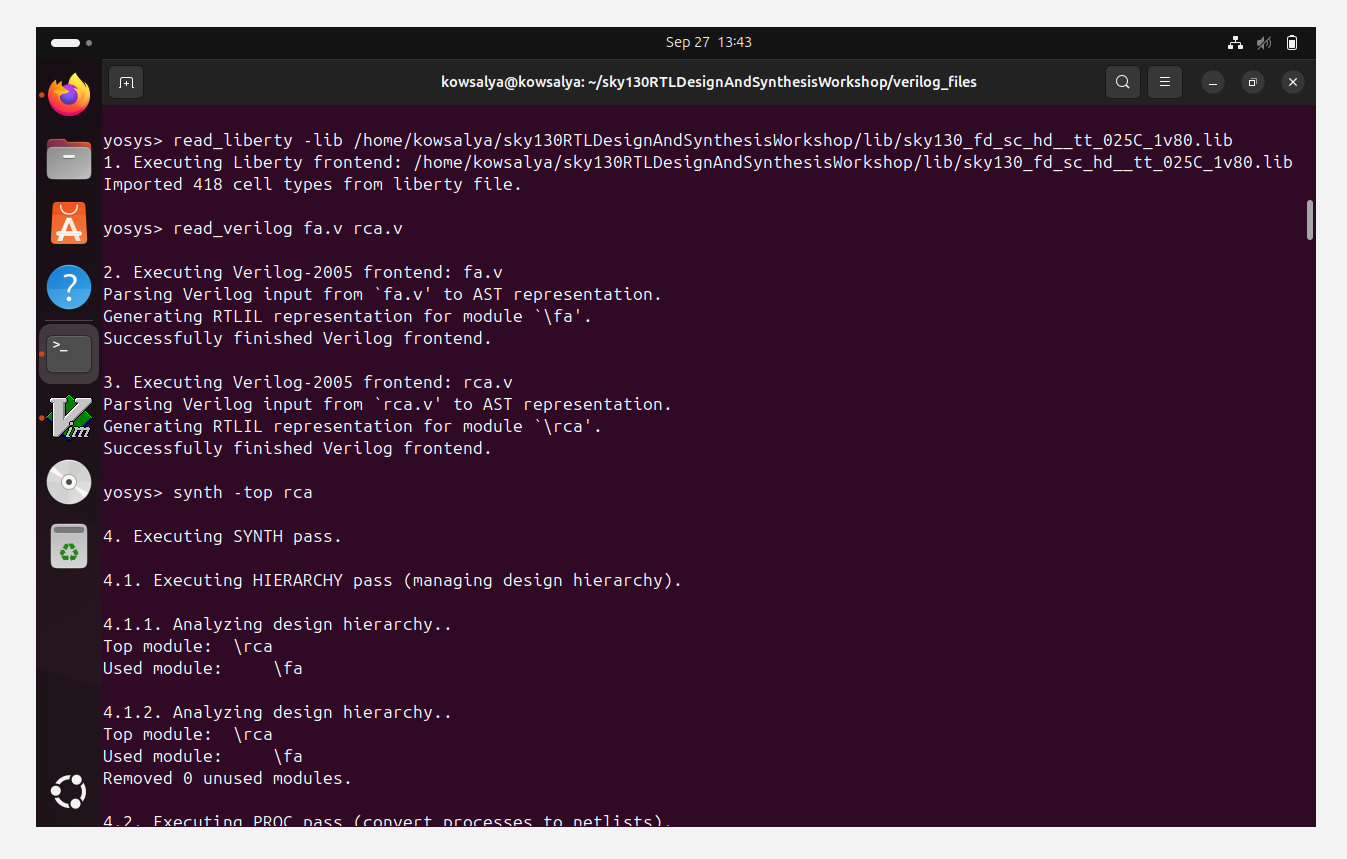 Sep 27 13:43
kowsalya@kowsalya: ~/sky130RTLDesignAndSynthesisWorkshop/verilog_files
yosys> read_liberty -lib /home/kowsalya/sky130RTLDesignAndSynthesisWorkshop/lib/sky130_fd_sc_hd__tt_025C_1v80.lib
1. Executing Liberty frontend: /home/kowsalya/sky130RTLDesignAndSynthesisWorkshop/lib/sky130_fd_sc_hd__tt_025C_1v80.lib
Imported 418 cell types from liberty file.
yosys> read_verilog fa.v rca.v
2. Executing Verilog-2005 frontend: fa.v
Parsing Verilog input from `fa.v' to AST representation.
Generating RTLIL representation for module `\fa'.
Successfully finished Verilog frontend.
3. Executing Verilog-2005 frontend: rca.v
Parsing Verilog input from `rca.v' to AST representation.
Generating RTLIL representation for module `\rca'.
Successfully finished Verilog frontend.
yosys> synth -top rca
4. Executing SYNTH pass.
4.1. Executing HIERARCHY pass (managing design hierarchy).
4.1.1. Analyzing design hierarchy..
Top module:  \rca
Used module:     \fa
4.1.2. Analyzing design hierarchy..
Top module:  \rca
Used module:     \fa
Removed 0 unused modules.
4.2. Executing PROC pass (convert processes to netlists).